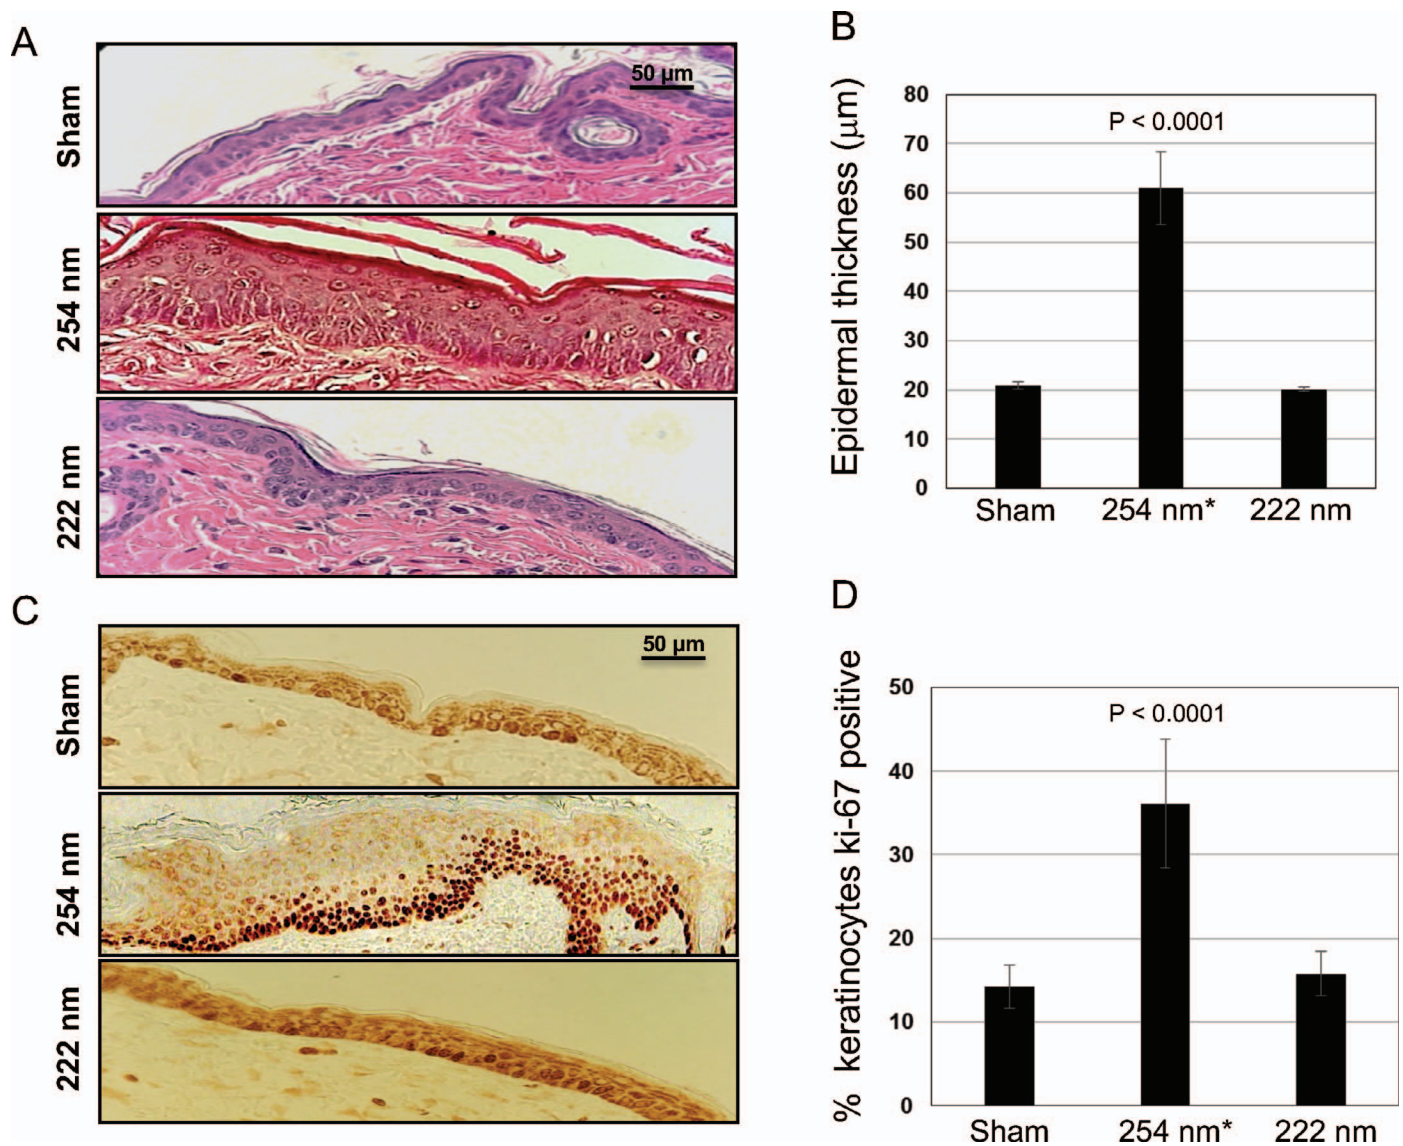 A
Sham
50 µm
254 nm
222 nm
B
Epidermal thickness (μm)
80
70
60
50
40
30
20
10
0
P < 0.0001
Sham
254 nm*
222 nm
C
Sham
50 µm
254 nm
222 nm
D
% keratinocytes ki-67 positive
50
40
30
20
10
0
P < 0.0001
Sham
254 nm*
222 nm